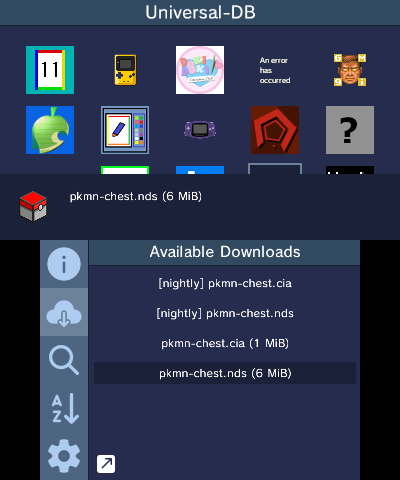 Universal-DB
11
An error
has
occurred
?
pkmn-chest.nds (6 MiB)
Available Downloads
[nightly] pkmn-chest.cia
[nightly] pkmn-chest.nds
pkmn-chest.cia (1 MiB)
pkmn-chest.nds (6 MiB)
A
Z